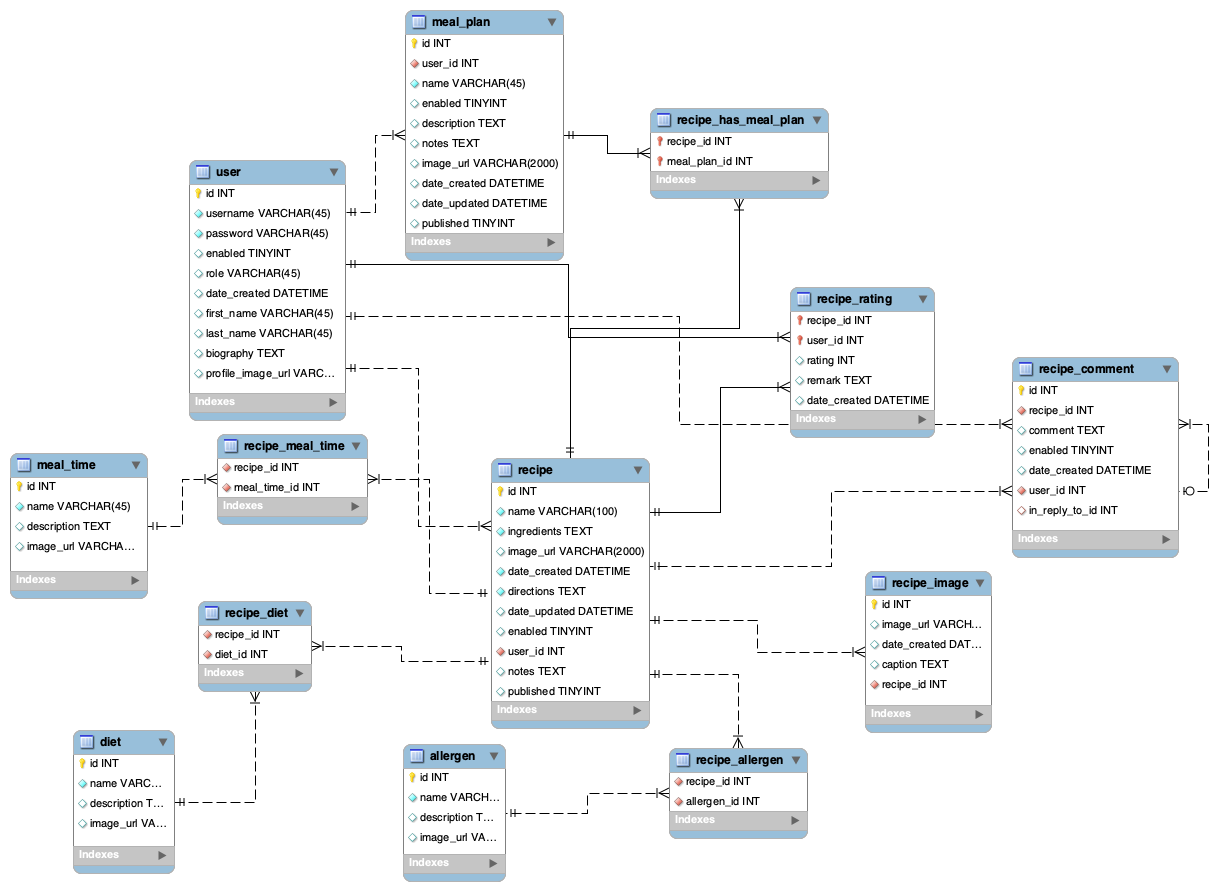 meal_plan
id INT
user_id INT
name VARCHAR(45)
enabled TINYINT
description TEXT
notes TEXT
image_url VARCHAR(2000)
date_created DATETIME
date_updated DATETIME
published TINYINT
Indexes
recipe_has_meal_plan
recipe_id INT
meal_plan_id INT
Indexes
user
id INT
username VARCHAR(45)
password VARCHAR(45)
enabled TINYINT
role VARCHAR(45)
date_created DATETIME
first_name VARCHAR(45)
last_name VARCHAR(45)
biography TEXT
profile_image_url VARC...
Indexes
recipe_rating
recipe_id INT
user_id INT
rating INT
remark TEXT
date_created DATETIME
Indexes
recipe_comment
id INT
recipe_id INT
comment TEXT
enabled TINYINT
date_created DATETIME
user_id INT
in_reply_to_id INT
Indexes
recipe_meal_time
recipe_id INT
meal_time_id INT
Indexes
meal_time
id INT
name VARCHAR(45)
description TEXT
image_url VARCHA...
Indexes
recipe
id INT
name VARCHAR(100)
ingredients TEXT
image_url VARCHAR(2000)
date_created DATETIME
directions TEXT
date_updated DATETIME
enabled TINYINT
user_id INT
notes TEXT
published TINYINT
Indexes
recipe_image
id INT
image_url VARCH...
date_created DAT...
caption TEXT
recipe_id INT
Indexes
recipe_diet
recipe_id INT
diet_id INT
Indexes
diet
id INT
name VARC...
description T...
image_url VA...
Indexes
allergen
id INT
name VARCH...
description T...
image_url VA...
Indexes
recipe_allergen
recipe_id INT
allergen_id INT
Indexes